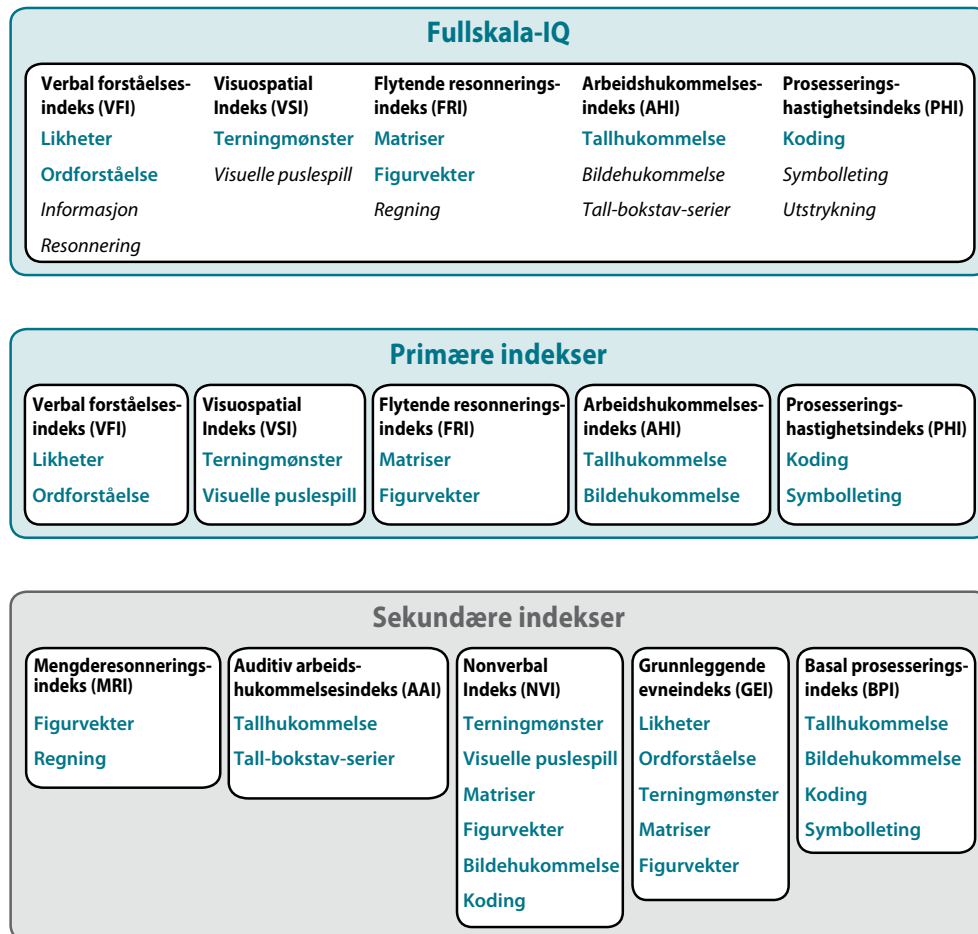 Fullskala-IQ
Verbal forståelses-
indeks (VFI)
Likheter
Ordforståelse
Informasjon
Resonnering
Visuospatial
Indeks (VSI)
Terningmønster
Visuelle puslespill
Flytende resonnerings-
indeks (FRI)
Matriser
Figurvekter
Regning
Arbeidshukommelses-
indeks (AHI)
Tallhukommelse
Bildehukommelse
Tall-bokstav-serier
Prosesserings-
hastighetsindeks (PHI)
Koding
Symbolleting
Utstrykning
Primære indekser
Verbal forståelses-
indeks (VFI)
Likheter
Ordforståelse
Visuospatial
Indeks (VSI)
Terningmønster
Visuelle puslespill
Flytende resonnerings-
indeks (FRI)
Matriser
Figurvekter
Arbeidshukommelses-
indeks (AHI)
Tallhukommelse
Bildehukommelse
Prosesserings-
hastighetsindeks (PHI)
Koding
Symbolleting
Sekundære indekser
Mengderesonnerings-
indeks (MRI)
Figurvekter
Regning
Auditiv arbeids-
hukommelsesindeks (AAI)
Tallhukommelse
Tall-bokstav-serier
Nonverbal
Indeks (NVI)
Terningmønster
Visuelle puslespill
Matriser
Figurvekter
Bildehukommelse
Koding
Grunnleggende
evneindeks (GEI)
Likheter
Ordforståelse
Terningmønster
Matriser
Figurvekter
Basal prosesserings-
indeks (BPI)
Tallhukommelse
Bildehukommelse
Koding
Symbolleting